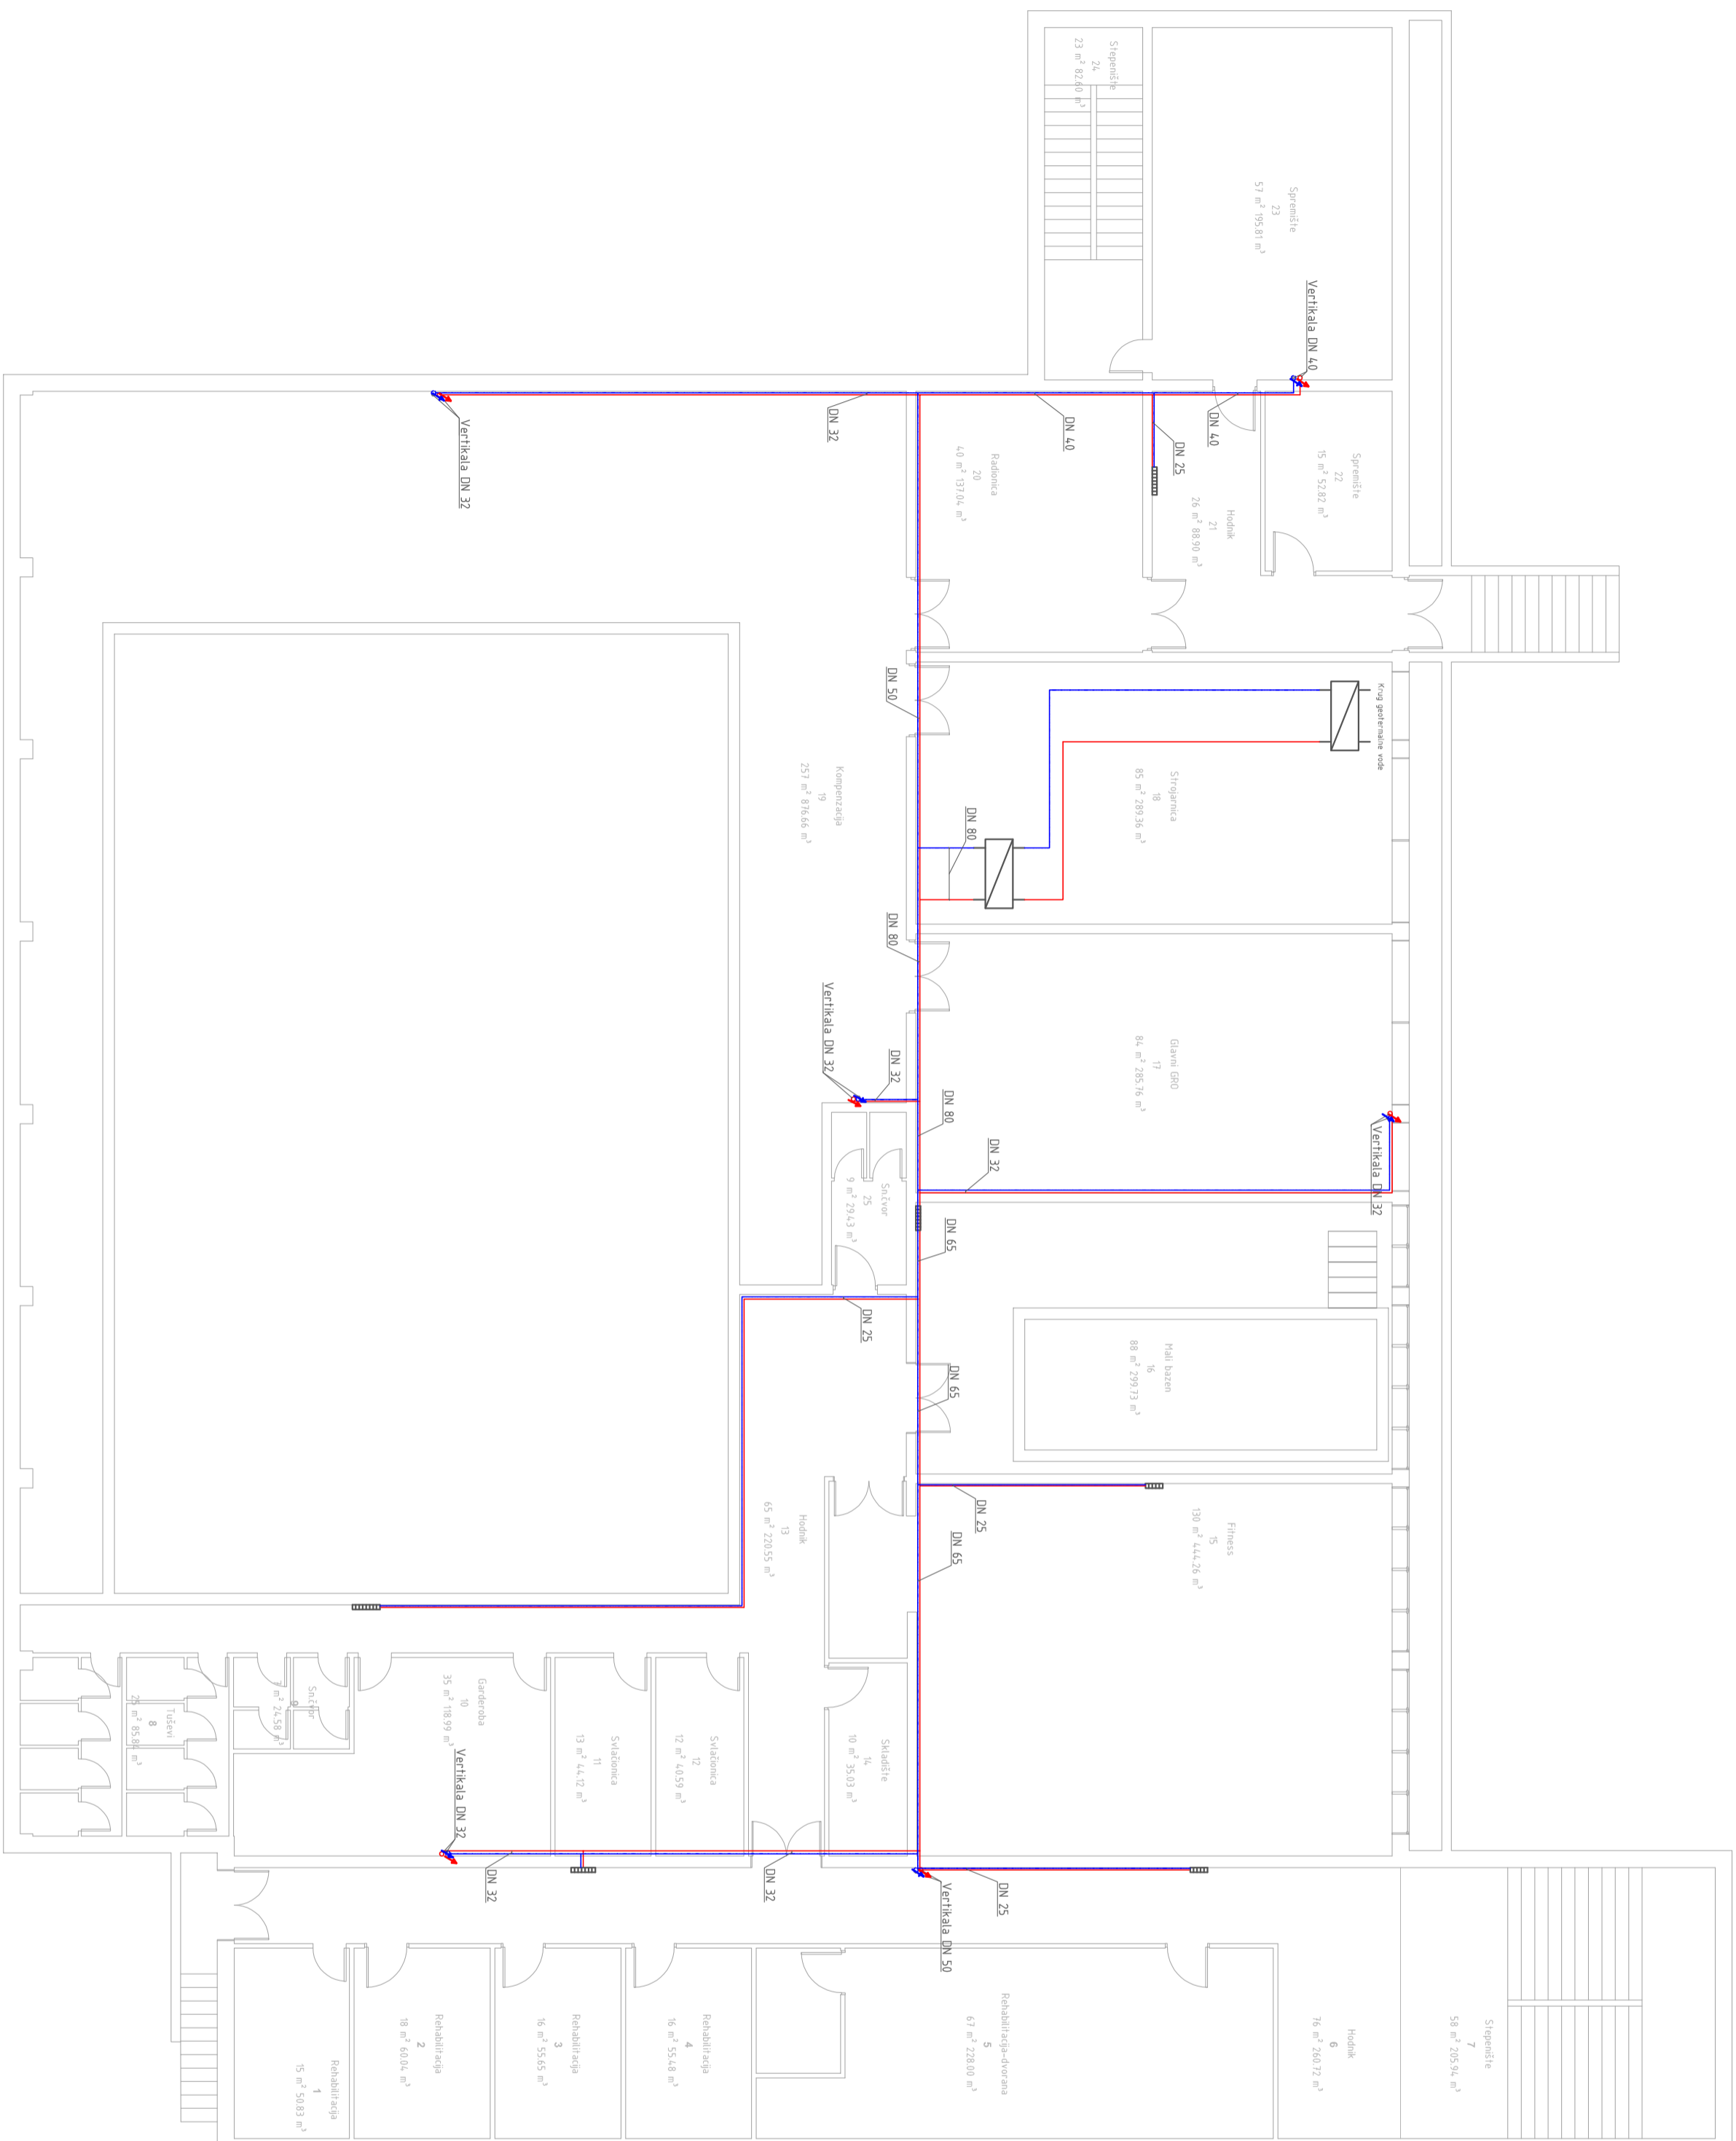 Stepenište
24
23 m² 82.60 m³
Spremište
23
57 m² 195.81 m³
Vertikala DN 40
Vertikala DN 32
DN 32
DN 40
DN 25
DN 40
Radionica
20
40 m² 137.04 m³
Hodnik
21
26 m² 88.90 m³
Spremište
22
15 m² 52.82 m³
DN 50
Krug geotermalne vode
Kompenzacija
19
257 m² 876.66 m³
Strojarnica
18
85 m² 289.36 m³
DN 80
DN 80
Vertikala DN 32
DN 32
DN 80
DN 32
Glavni GRO
17
84 m² 285.76 m³
Vertikala DN 32
Sn.čvor
25
9 m² 29.43 m³
DN 65
DN 25
DN 65
Mali bazen
16
88 m² 299.73 m³
DN 25
DN 65
Hodnik
13
65 m² 220.55 m³
Fitness
15
130 m² 444.26 m³
Tuševi
8
Sn.čvor
9
Garderoba
10
35 m² 118.99 m³
Svlačionica
11
13 m² 44.12 m³
Svlačionica
12
12 m² 40.59 m³
Skladište
14
10 m² 35.03 m³
Vertikala DN 32
DN 32
DN 32
Vertikala DN 50
DN 25
Rehabilitacija
1
15 m² 50.83 m³
Rehabilitacija
2
18 m² 60.04 m³
Rehabilitacija
3
16 m² 55.65 m³
Rehabilitacija
4
16 m² 55.48 m³
Rehabilitacija-dvorana
5
67 m² 228.00 m³
Hodnik
6
76 m² 260.72 m³
Stepenište
7
58 m² 205.94 m³